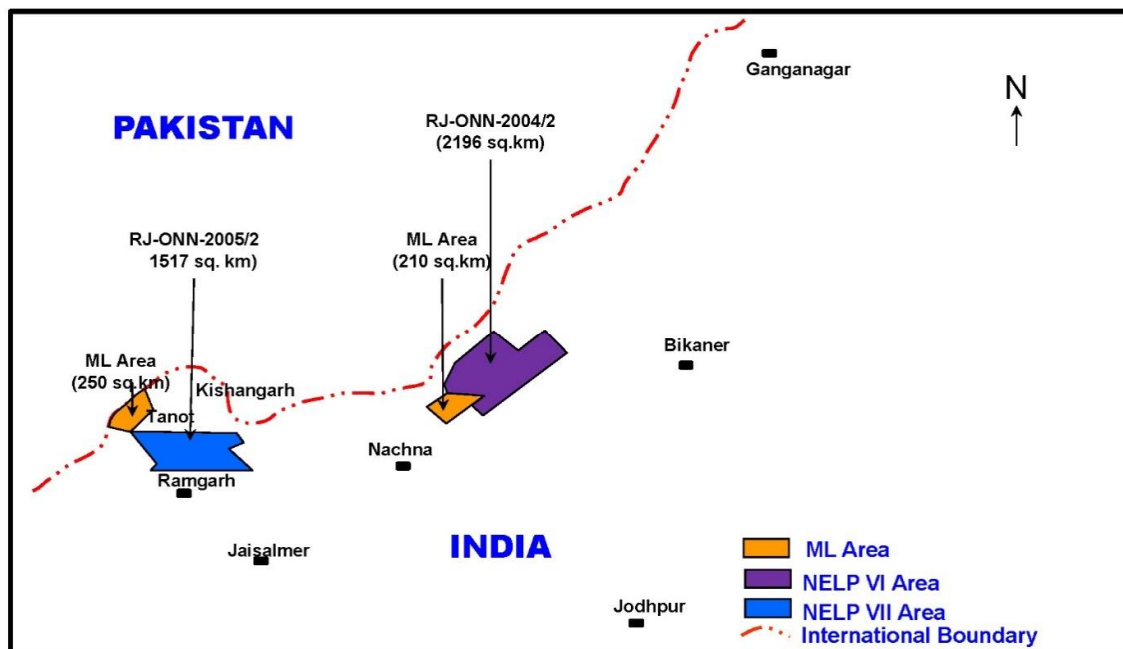 Ganganagar
N
PAKISTAN
RJ-ONN-2004/2
(2196 sq.km)
RJ-ONN-2005/2
1517 sq. km)
ML Area
(210 sq.km)
ML Area
(250 sq.km)
Kishangarh
Tanot
Bikaner
Nachna
Ramgarh
Jaisalmer
INDIA
Jodhpur
ML Area
NELP VI Area
NELP VII Area
International Boundary